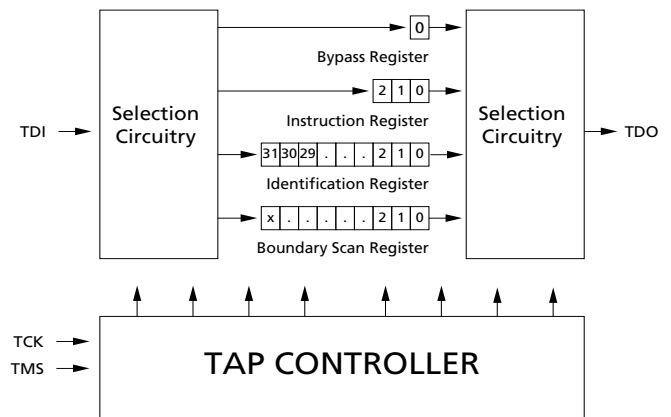 0
Bypass Register
2 1 0
Instruction Register
Selection Circuitry
Selection Circuitry
TDI
TDO
31 30 29 . . . 2 1 0
Identification Register
x . . . . . 2 1 0
Boundary Scan Register
TCK
TMS
TAP CONTROLLER